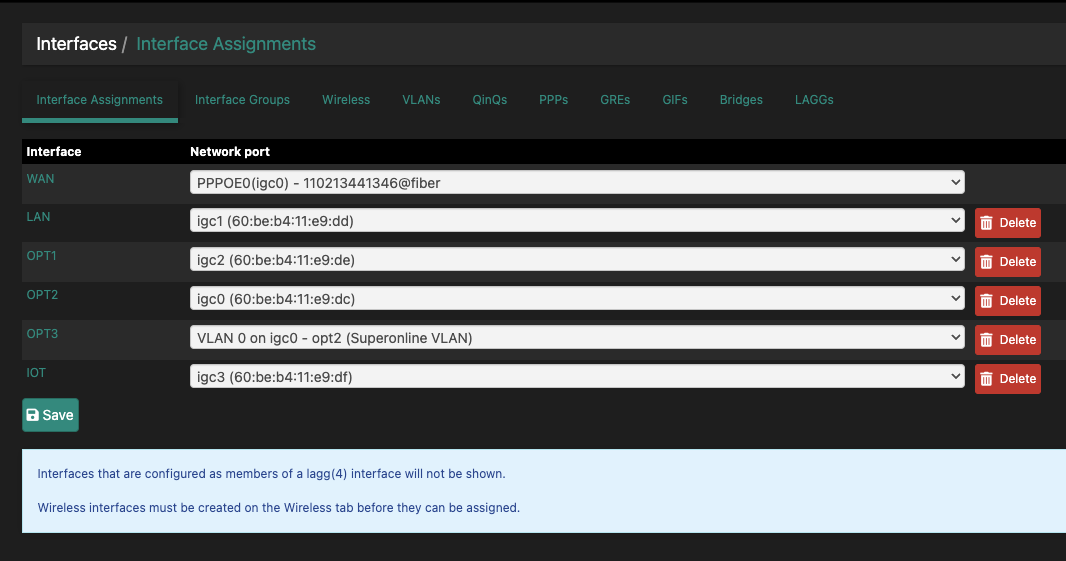 Interfaces / Interface Assignments
Interface Assignments Interface Groups Wireless VLANs QinQs PPPs GREs GIFs Bridges LAGGs
Interface Network port
WAN PPPOE0(igc0) - 110213441346@fiber
LAN igc1 (60:be:b4:11:e9:dd) Delete
OPT1 igc2 (60:be:b4:11:e9:de) Delete
OPT2 igc0 (60:be:b4:11:e9:dc) Delete
OPT3 VLAN 0 on igc0 - opt2 (Superonline VLAN) Delete
IOT igc3 (60:be:b4:11:e9:df) Delete
Save
Interfaces that are configured as members of a lagg(4) interface will not be shown.
Wireless interfaces must be created on the Wireless tab before they can be assigned.